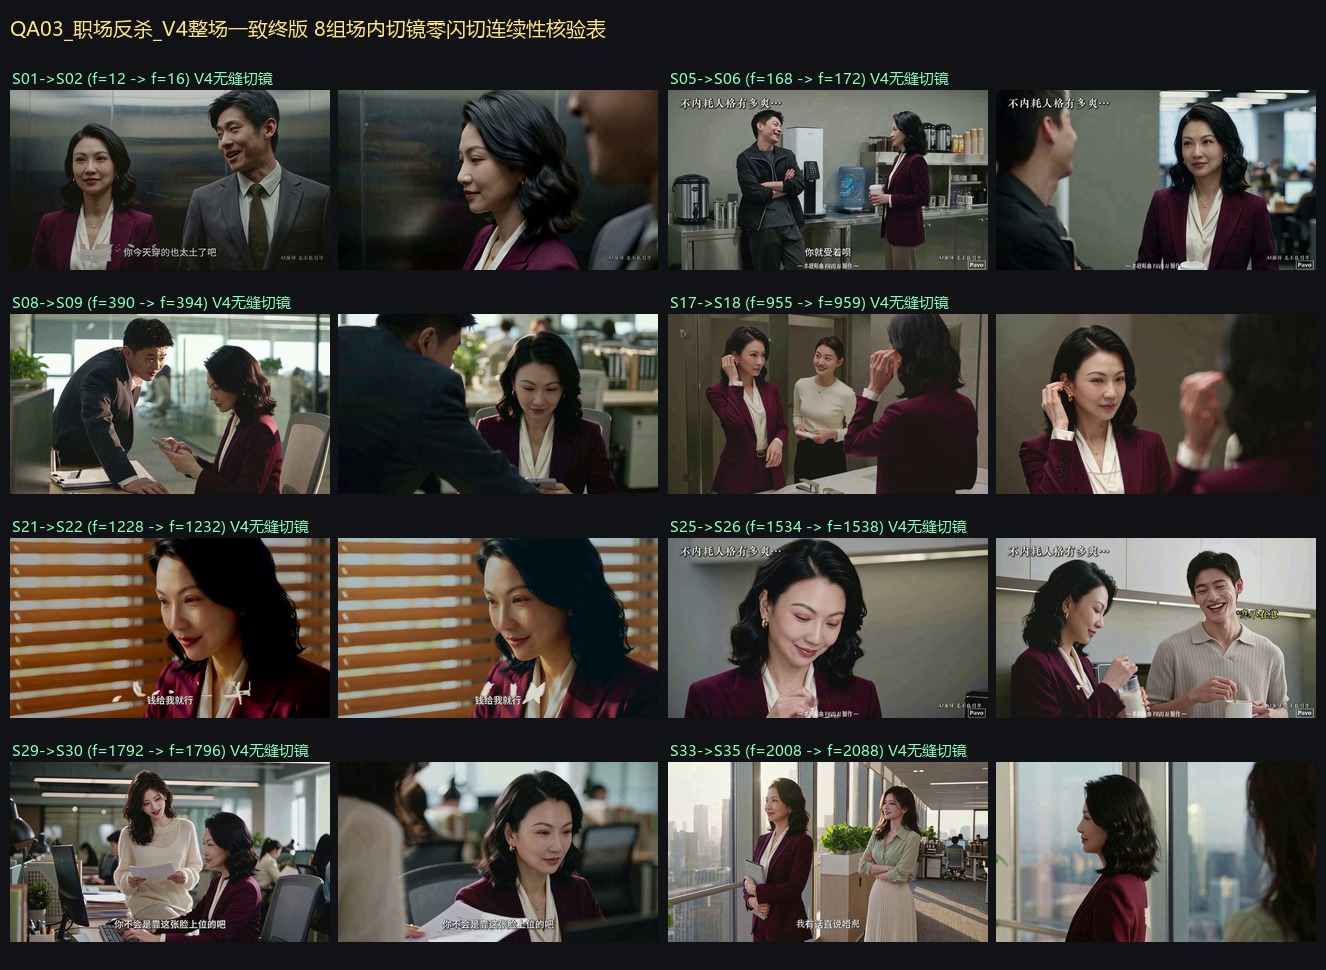 QA03_职场反杀_V4整场一致终版 8组场内切镜零闪切连续性核验表
S01->S02 (f=12 -> f=16) V4无缝切镜
你今天穿的也太土了吧
S05->S06 (f=168 -> f=172) V4无缝切镜
不内耗人格有多爽…
不内耗人格有多爽…
你就受着呗
Pavo
Pavo
S08->S09 (f=390 -> f=394) V4无缝切镜
S17->S18 (f=955 -> f=959) V4无缝切镜
S21->S22 (f=1228 -> f=1232) V4无缝切镜
钱给我就行
钱给我就行
S25->S26 (f=1534 -> f=1538) V4无缝切镜
不内耗人格有多爽…
不内耗人格有多爽…
Pavo
Pavo
S29->S30 (f=1792 -> f=1796) V4无缝切镜
你不会是靠这张脸上位的吧
你不会是靠这张脸上位的吧
S33->S35 (f=2008 -> f=2088) V4无缝切镜
我有话直说